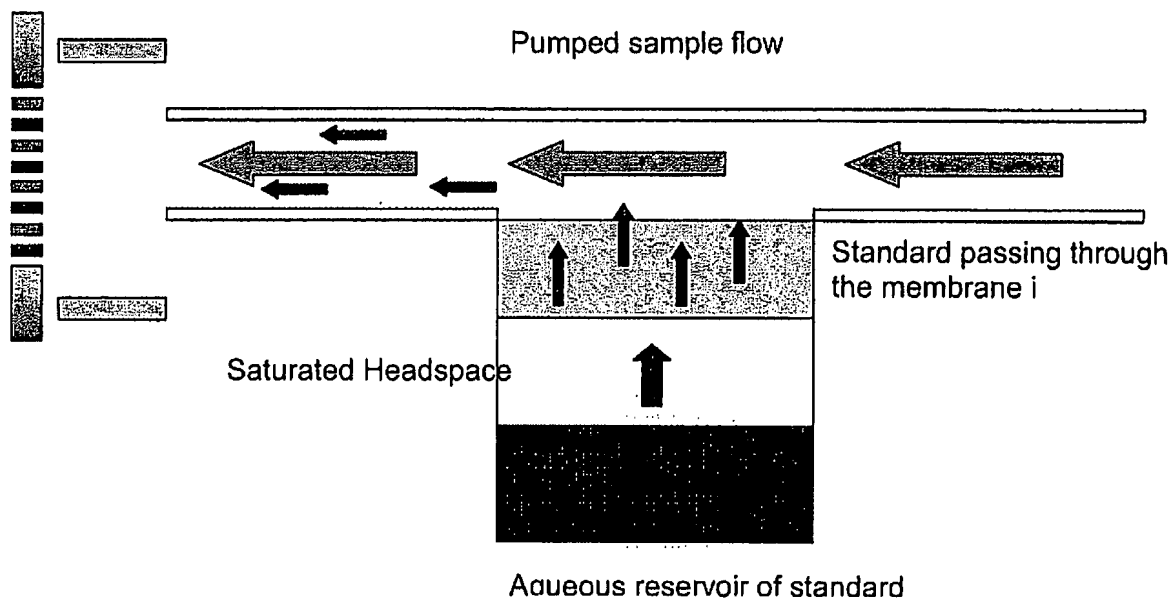 Pumped sample flow
Standard passing through
the membrane i
Saturated Headspace
Aqueous reservoir of standard